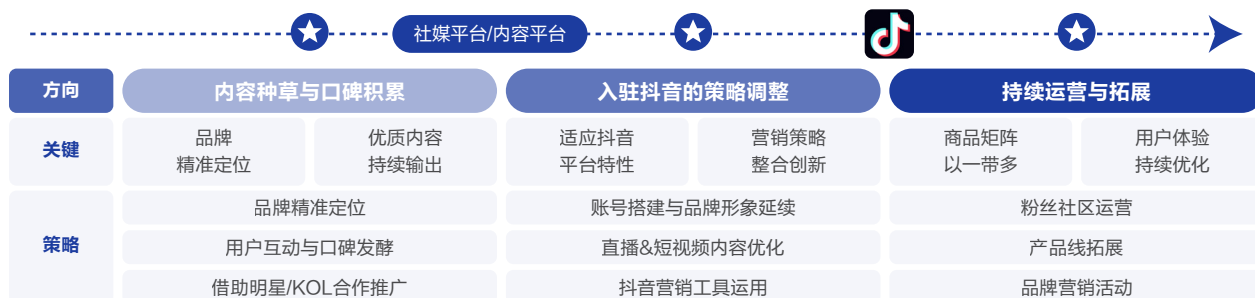 社媒平台/内容平台
方向
内容种草与口碑积累
入驻抖音的策略调整
持续运营与拓展
关键
品牌
精准定位
优质内容
持续输出
适应抖音
平台特性
营销策略
整合创新
商品矩阵
以一带多
用户体验
持续优化
策略
品牌精准定位
账号搭建与品牌形象延续
粉丝社区运营
用户互动与口碑发酵
直播&短视频内容优化
产品线拓展
借助明星/KOL合作推广
抖音营销工具运用
品牌营销活动